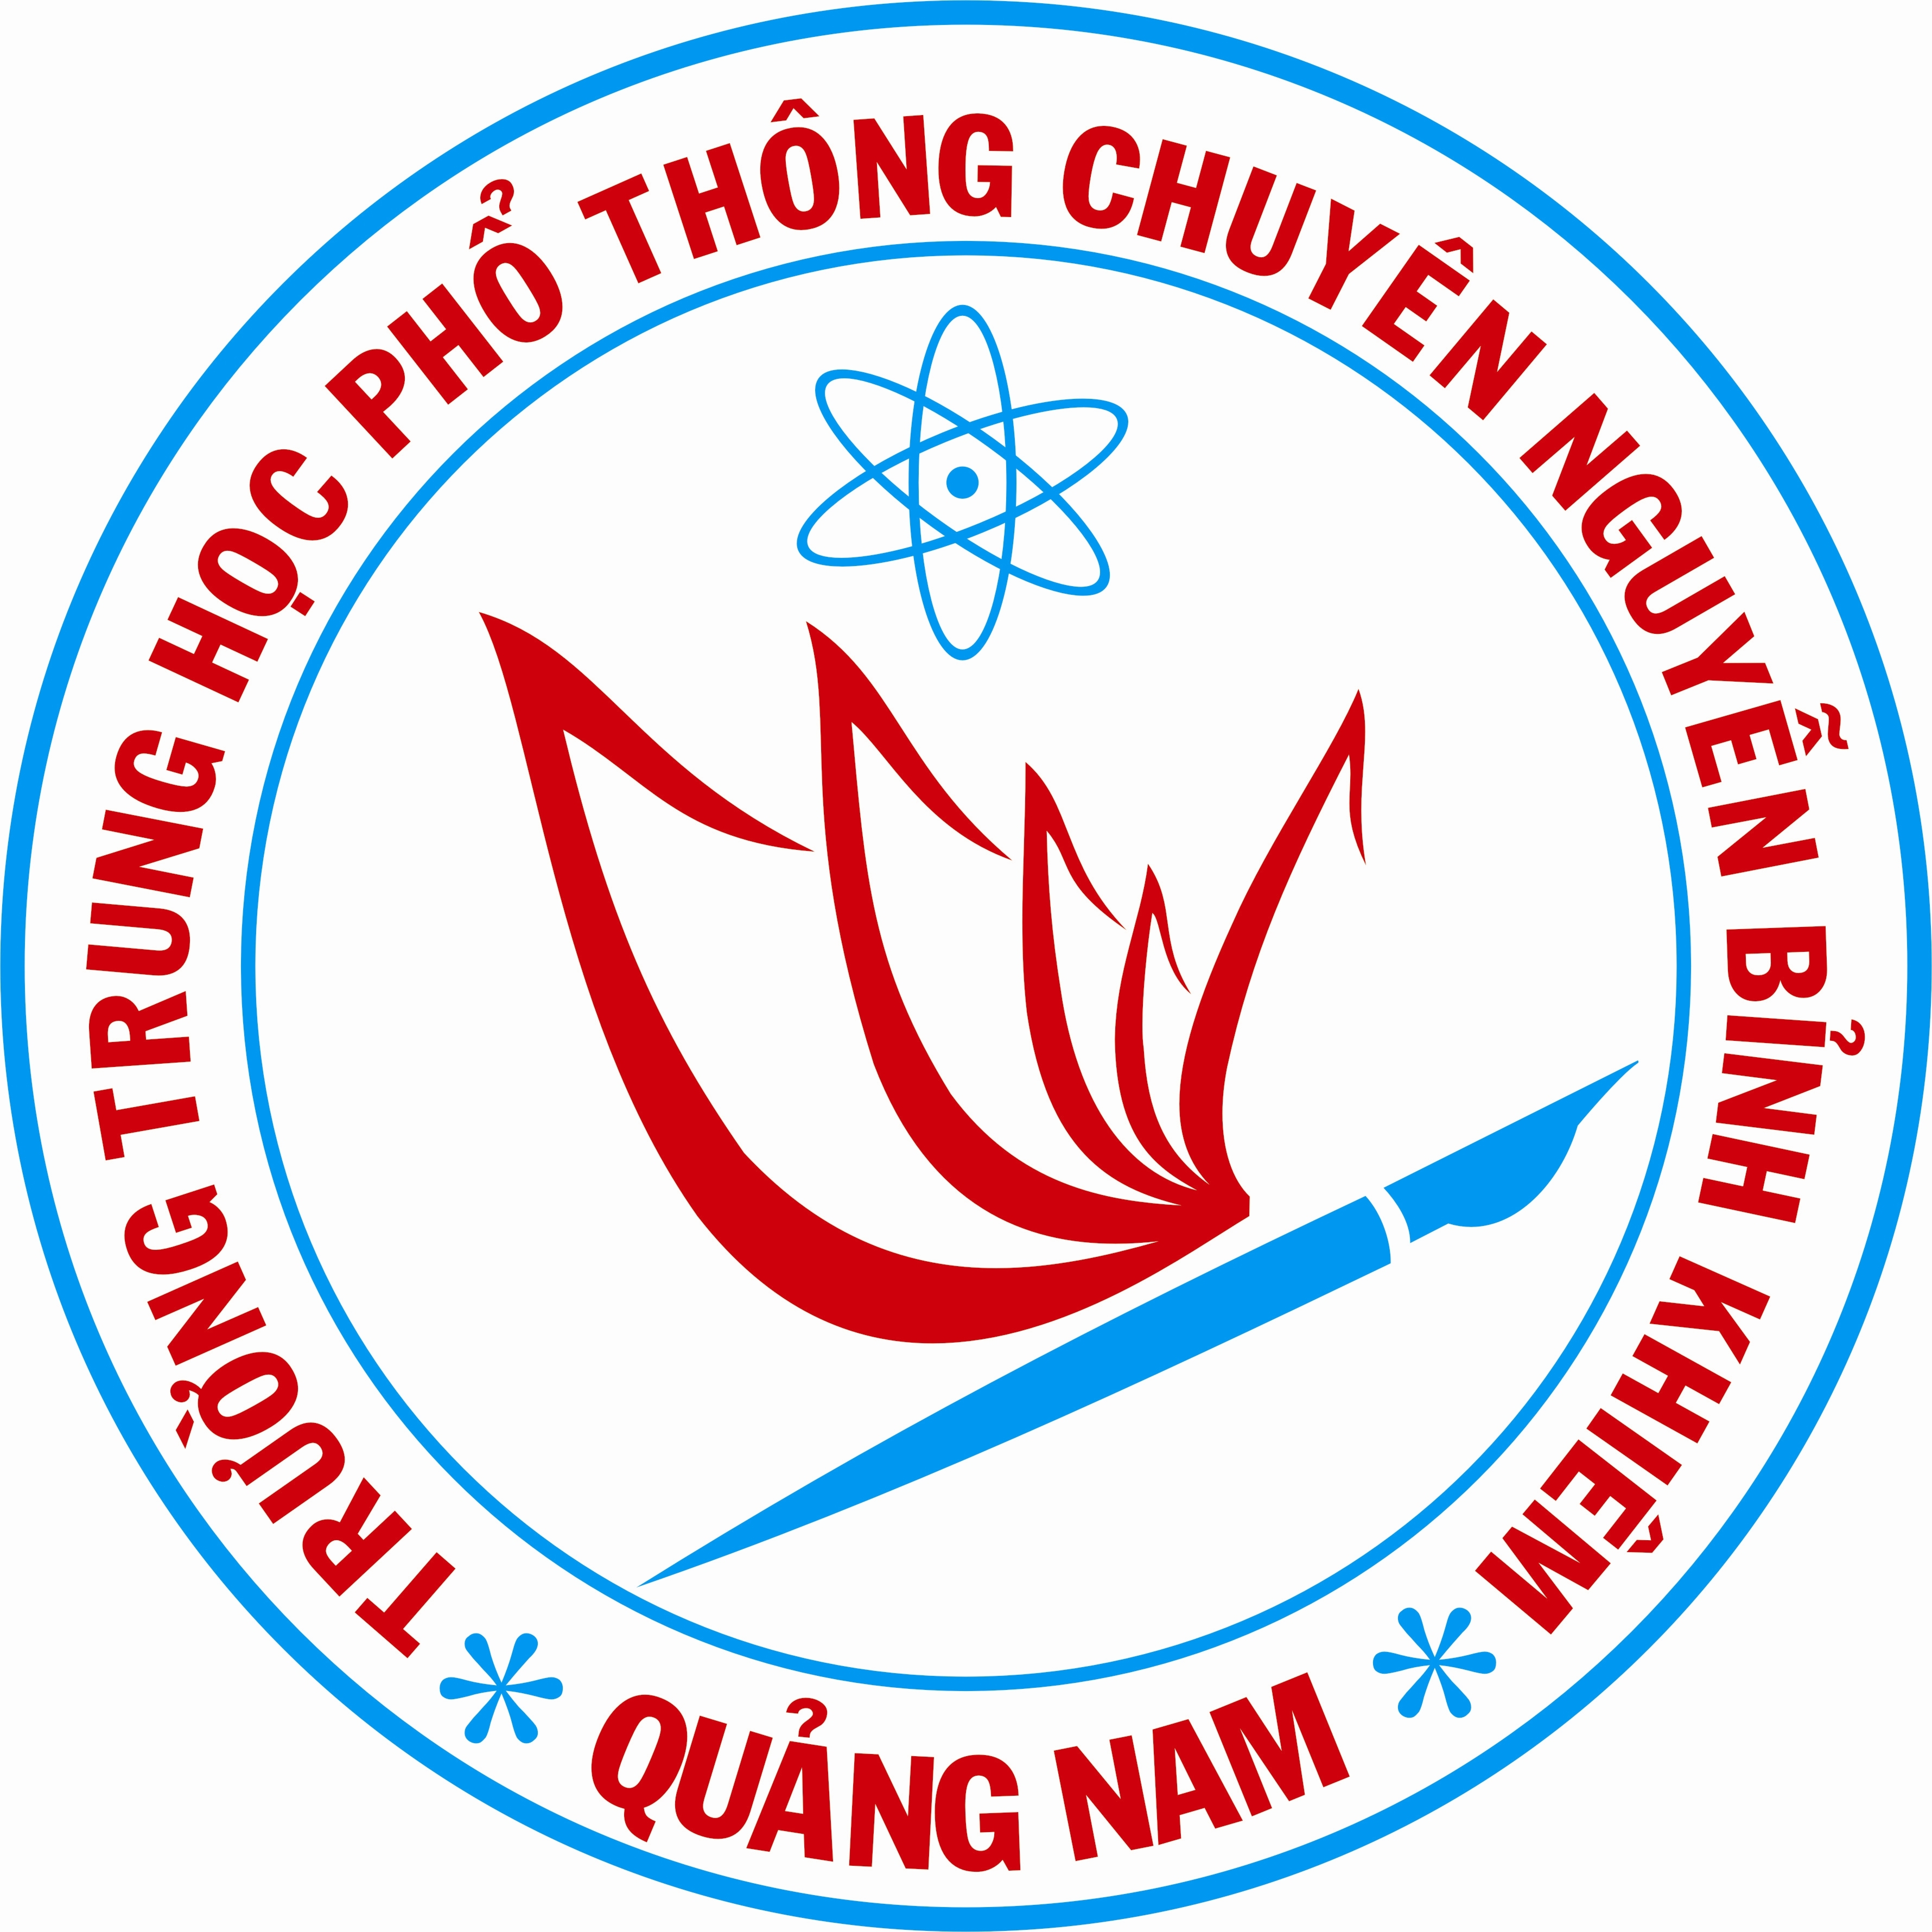 TRƯỜNG TRUNG HỌC PHỔ THÔNG CHUYÊN NGUYỄN BỈNH KHIÊM
QUẢNG NAM